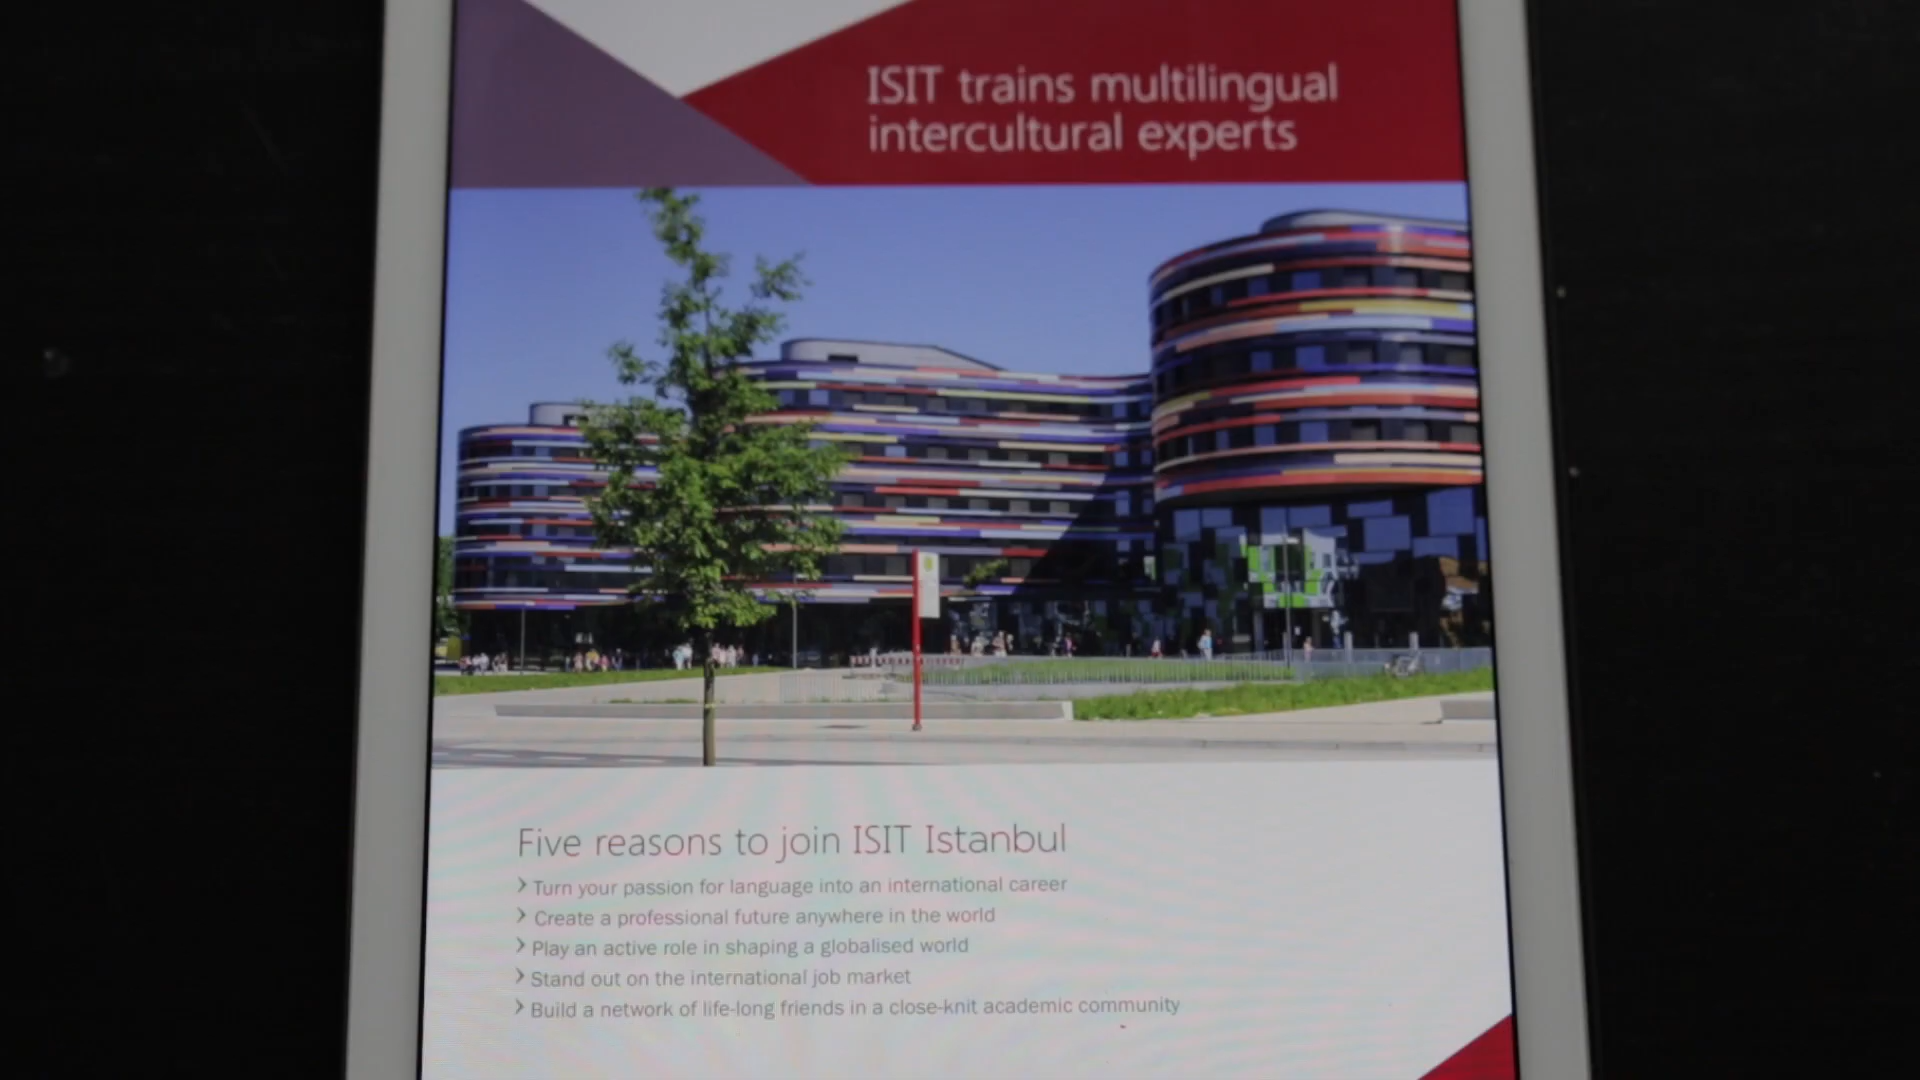 ISIT trains multilingual
intercultural experts
Five reasons to join ISIT Istanbul
› Turn your passion for language into an international career
› Create a professional future anywhere in the world
› Play an active role in shaping a globalised world
› Stand out on the international job market
› Build a network of life-long friends in a close-knit academic community